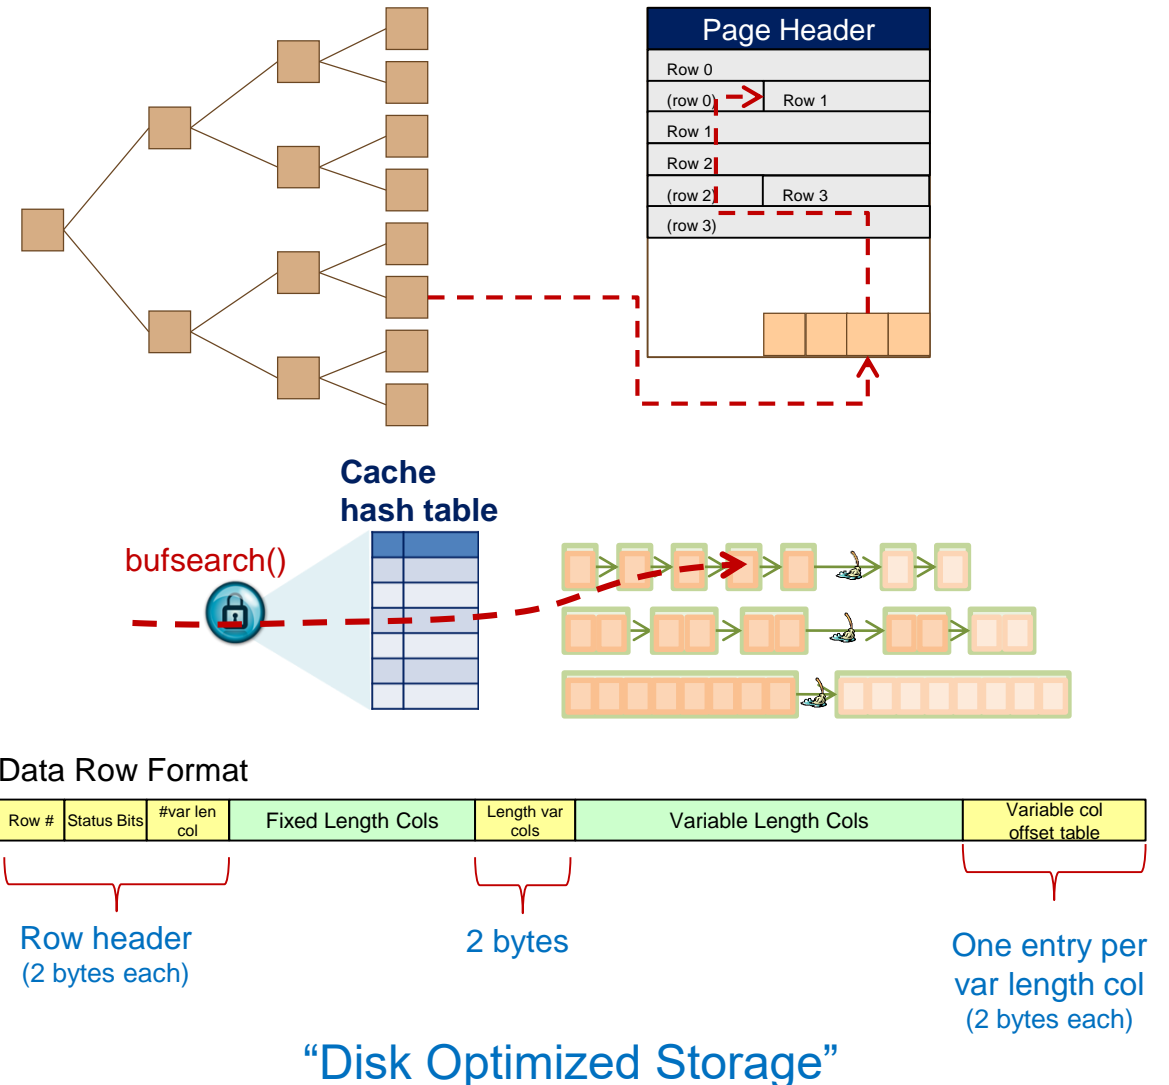 Page Header
Row 0
(row 0)
Row 1
Row 1
Row 2
(row 2)
Row 3
(row 3)
Cache
hash table
bufsearch()
Data Row Format
Row #
Status Bits
#var len
col
Fixed Length Cols
Length var
cols
Variable Length Cols
Variable col
offset table
Row header
(2 bytes each)
2 bytes
One entry per
var length col
(2 bytes each)
“Disk Optimized Storage”